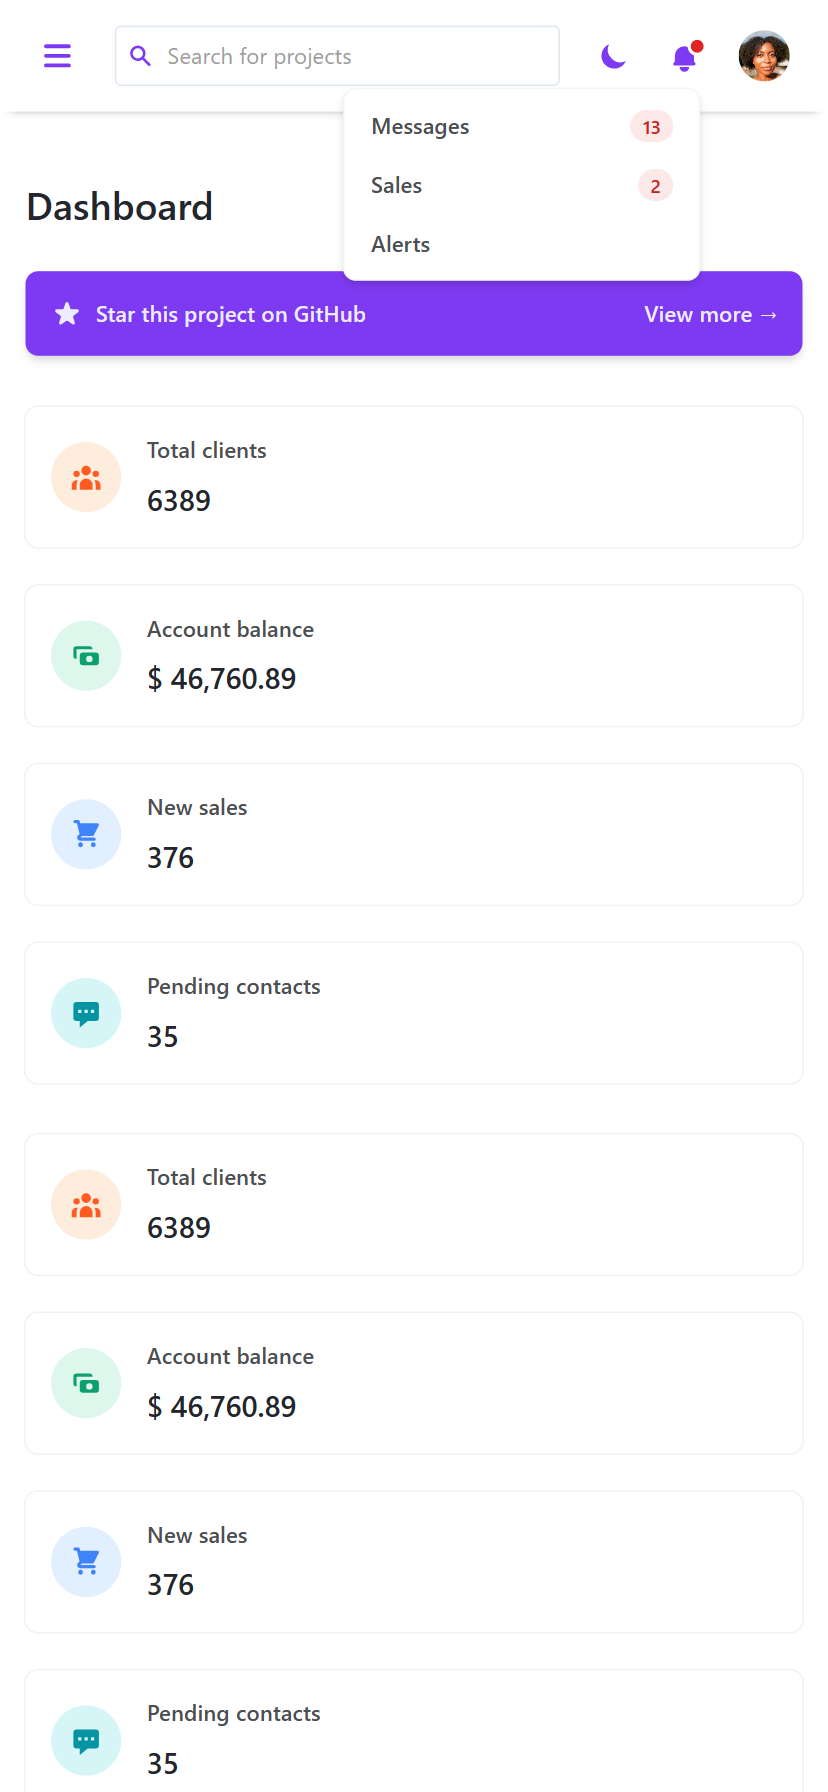 Search for projects
Messages 13
Sales 2
Alerts
Dashboard
Star this project on GitHub View more →
Total clients
6389
Account balance
$ 46,760.89
New sales
376
Pending contacts
35
Total clients
6389
Account balance
$ 46,760.89
New sales
376
Pending contacts
35